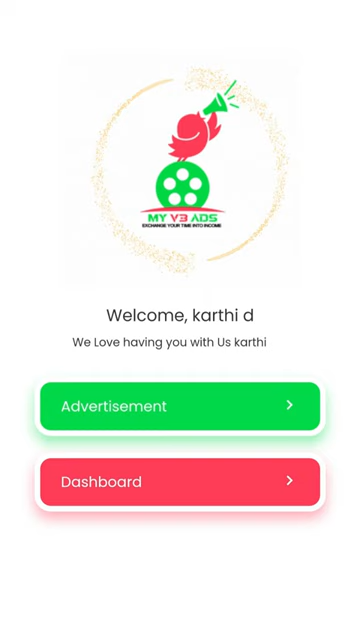 MY V3 ADS
EXCHANGE YOUR TIME INTO INCOME
Welcome, karthi d
We Love having you with Us karthi
Advertisement
Dashboard